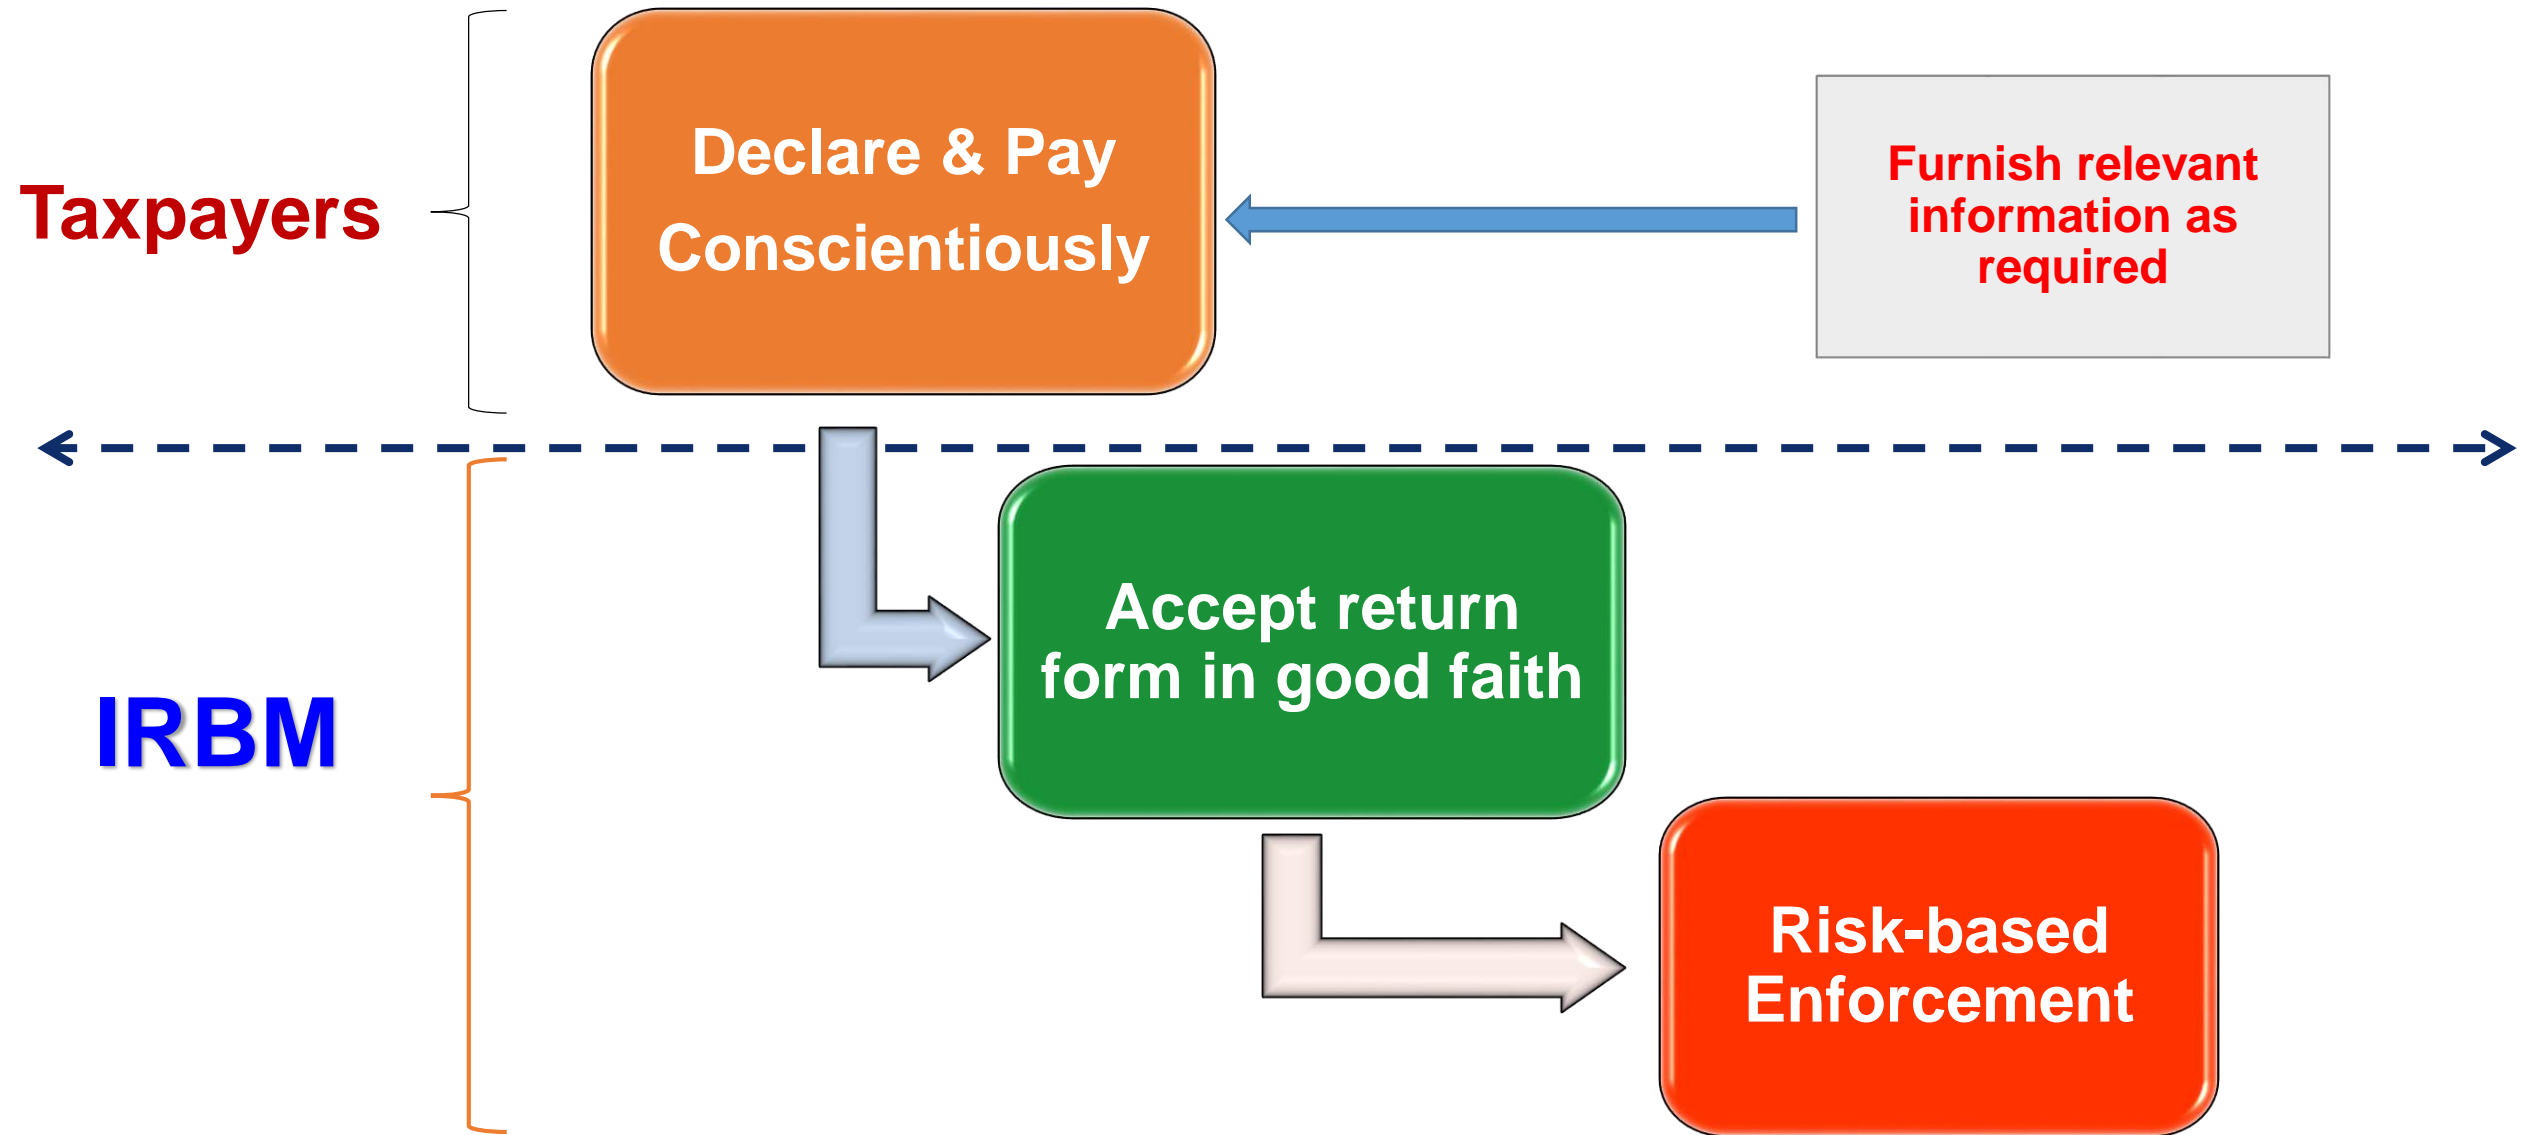 Taxpayers
Declare & Pay
Conscientiously
Furnish relevant
information as
required
IRBM
Accept return
form in good faith
Risk-based
Enforcement